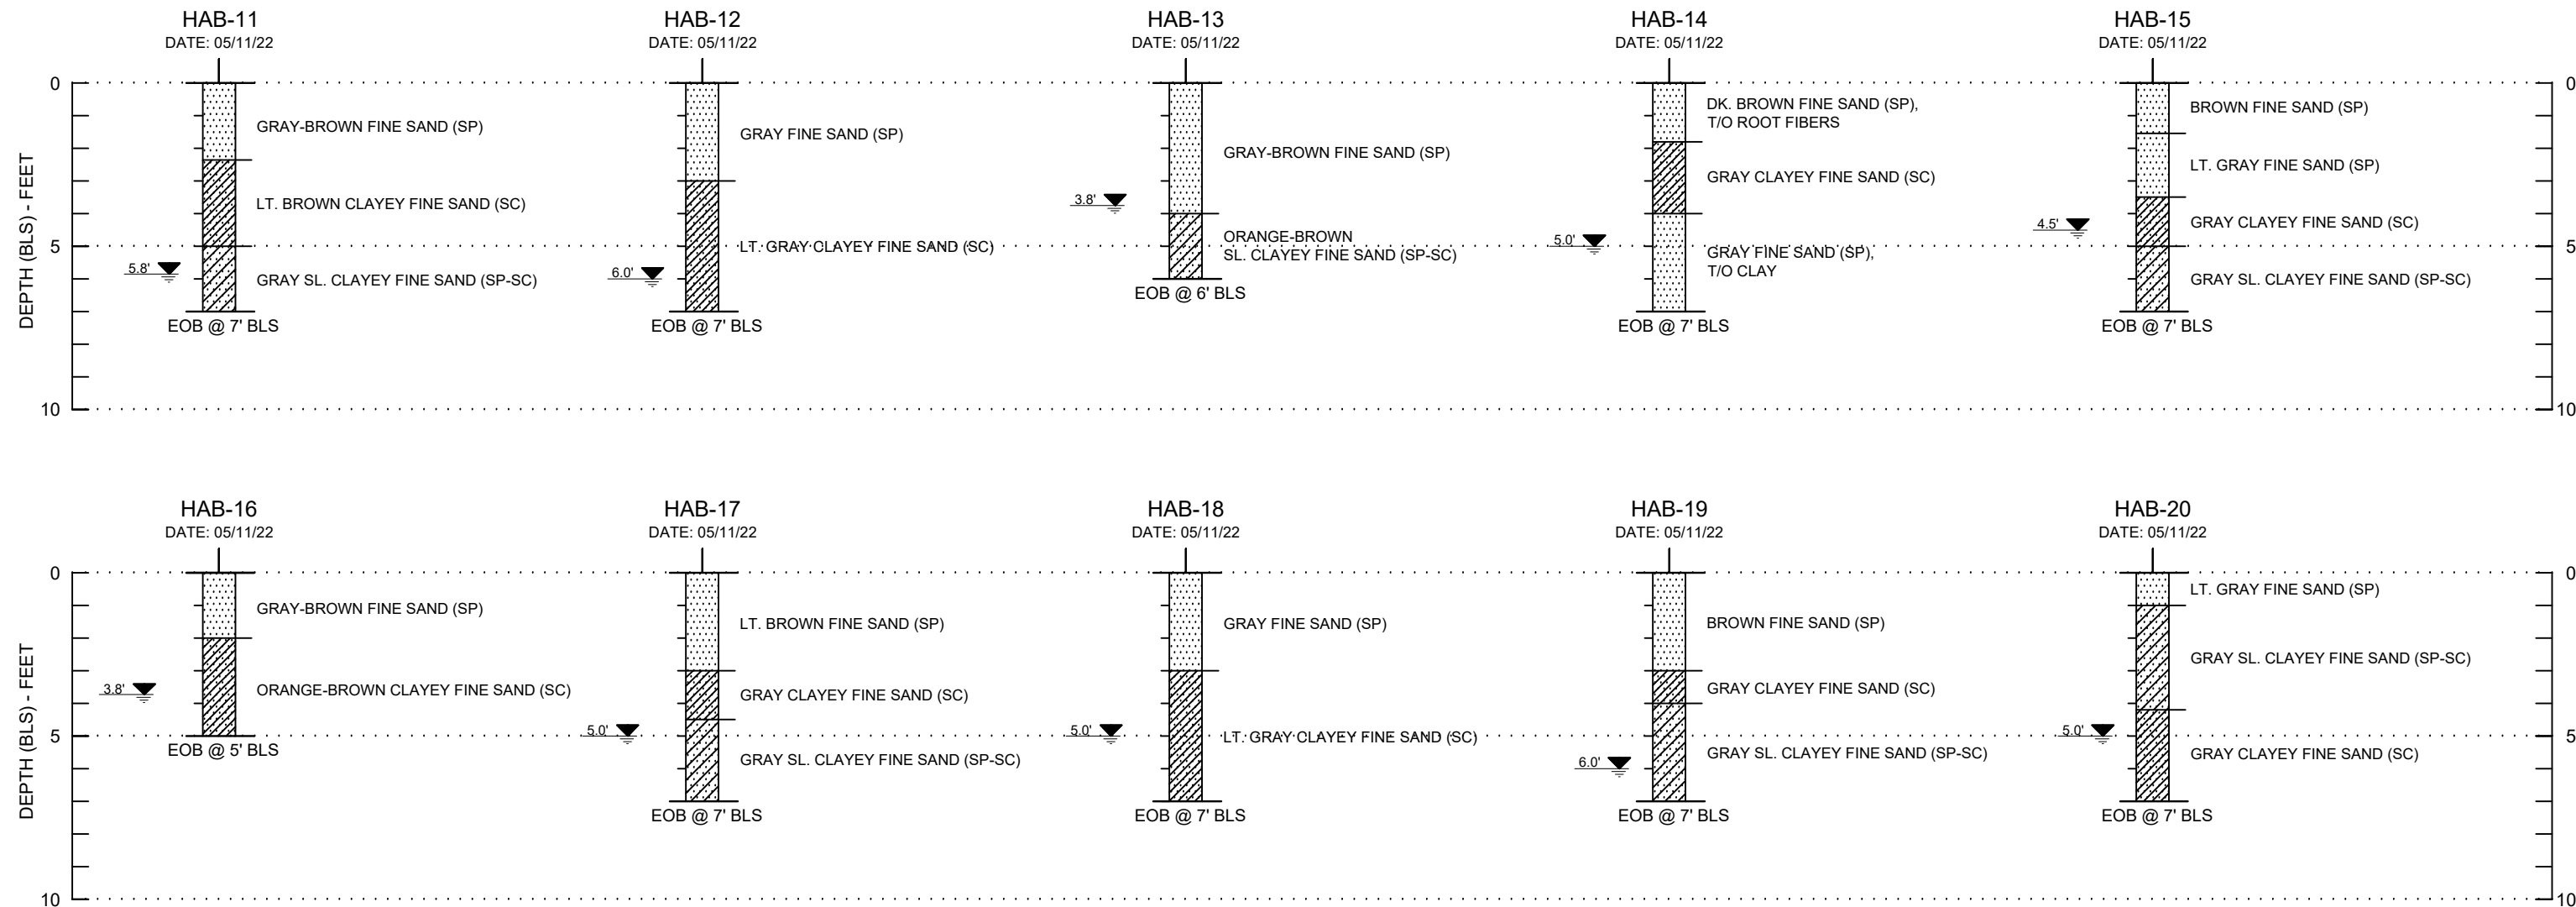 HAB-11
DATE: 05/11/22
HAB-12
DATE: 05/11/22
HAB-13
DATE: 05/11/22
HAB-14
DATE: 05/11/22
HAB-15
DATE: 05/11/22
DEPTH (BLS) - FEET
0
5
10
GRAY-BROWN FINE SAND (SP)
LT. BROWN CLAYEY FINE SAND (SC)
5.8'
GRAY SL. CLAYEY FINE SAND (SP-SC)
EOB @ 7' BLS
GRAY FINE SAND (SP)
LT. GRAY CLAYEY FINE SAND (SC)
6.0'
EOB @ 7' BLS
GRAY-BROWN FINE SAND (SP)
3.8'
ORANGE-BROWN
SL. CLAYEY FINE SAND (SP-SC)
EOB @ 6' BLS
DK. BROWN FINE SAND (SP),
T/O ROOT FIBERS
GRAY CLAYEY FINE SAND (SC)
5.0'
GRAY FINE SAND (SP),
T/O CLAY
EOB @ 7' BLS
BROWN FINE SAND (SP)
LT. GRAY FINE SAND (SP)
4.5'
GRAY CLAYEY FINE SAND (SC)
GRAY SL. CLAYEY FINE SAND (SP-SC)
EOB @ 7' BLS
0
5
10
HAB-16
DATE: 05/11/22
HAB-17
DATE: 05/11/22
HAB-18
DATE: 05/11/22
HAB-19
DATE: 05/11/22
HAB-20
DATE: 05/11/22
DEPTH (BLS) - FEET
0
5
10
GRAY-BROWN FINE SAND (SP)
3.8'
ORANGE-BROWN CLAYEY FINE SAND (SC)
EOB @ 5' BLS
LT. BROWN FINE SAND (SP)
GRAY CLAYEY FINE SAND (SC)
5.0'
GRAY SL. CLAYEY FINE SAND (SP-SC)
EOB @ 7' BLS
GRAY FINE SAND (SP)
5.0'
LT. GRAY CLAYEY FINE SAND (SC)
EOB @ 7' BLS
BROWN FINE SAND (SP)
GRAY CLAYEY FINE SAND (SC)
GRAY SL. CLAYEY FINE SAND (SP-SC)
6.0'
EOB @ 7' BLS
LT. GRAY FINE SAND (SP)
GRAY SL. CLAYEY FINE SAND (SP-SC)
5.0'
GRAY CLAYEY FINE SAND (SC)
EOB @ 7' BLS
0
5
10